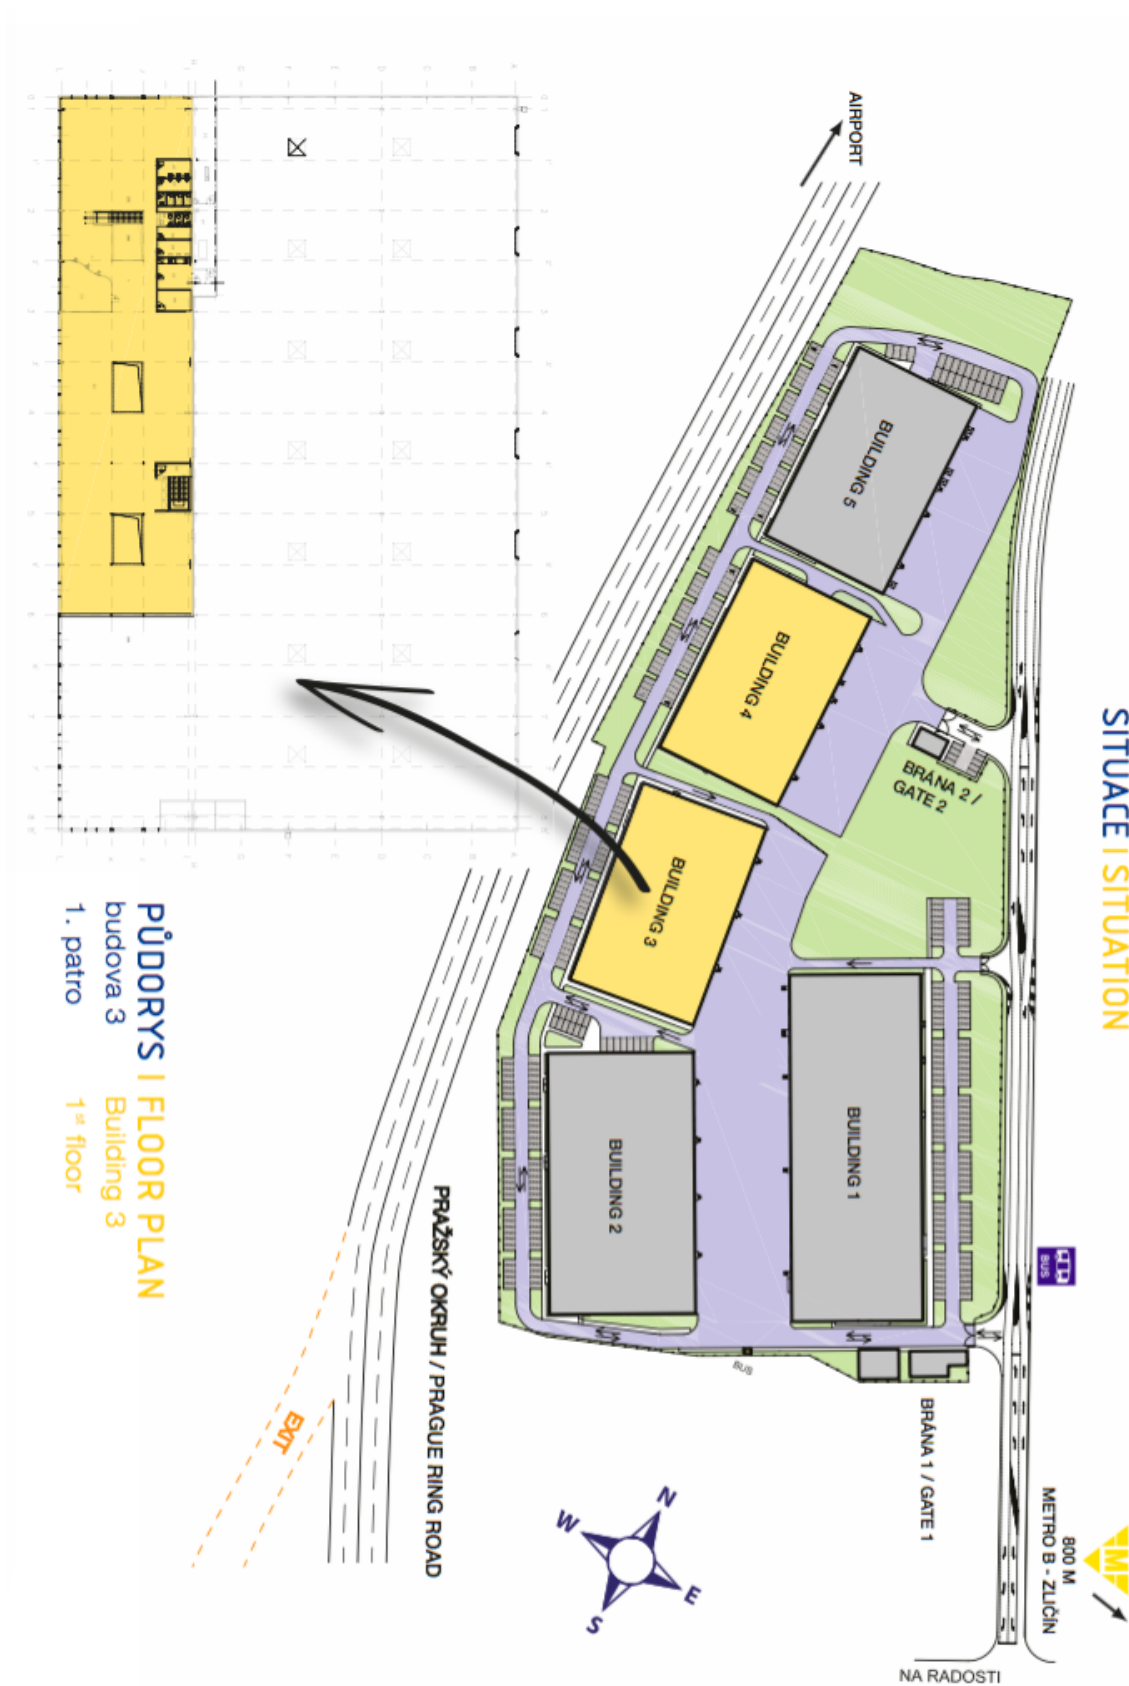 SITUACE | SITUATION
AIRPORT
BUILDING 5
BUILDING 4
BRÁNA 2 /
GATE 2
BUILDING 3
BUILDING 1
BUILDING 2
BUS
BUS
BRÁNA 1 / GATE 1
M
800 M
METRO B - ZLIČÍN
NA RADOSTI
PRAŽSKÝ OKRUH / PRAGUE RING ROAD
EXIT
N
W
E
S
PŮDORYS | FLOOR PLAN
budova 3 Building 3
1. patro 1st floor